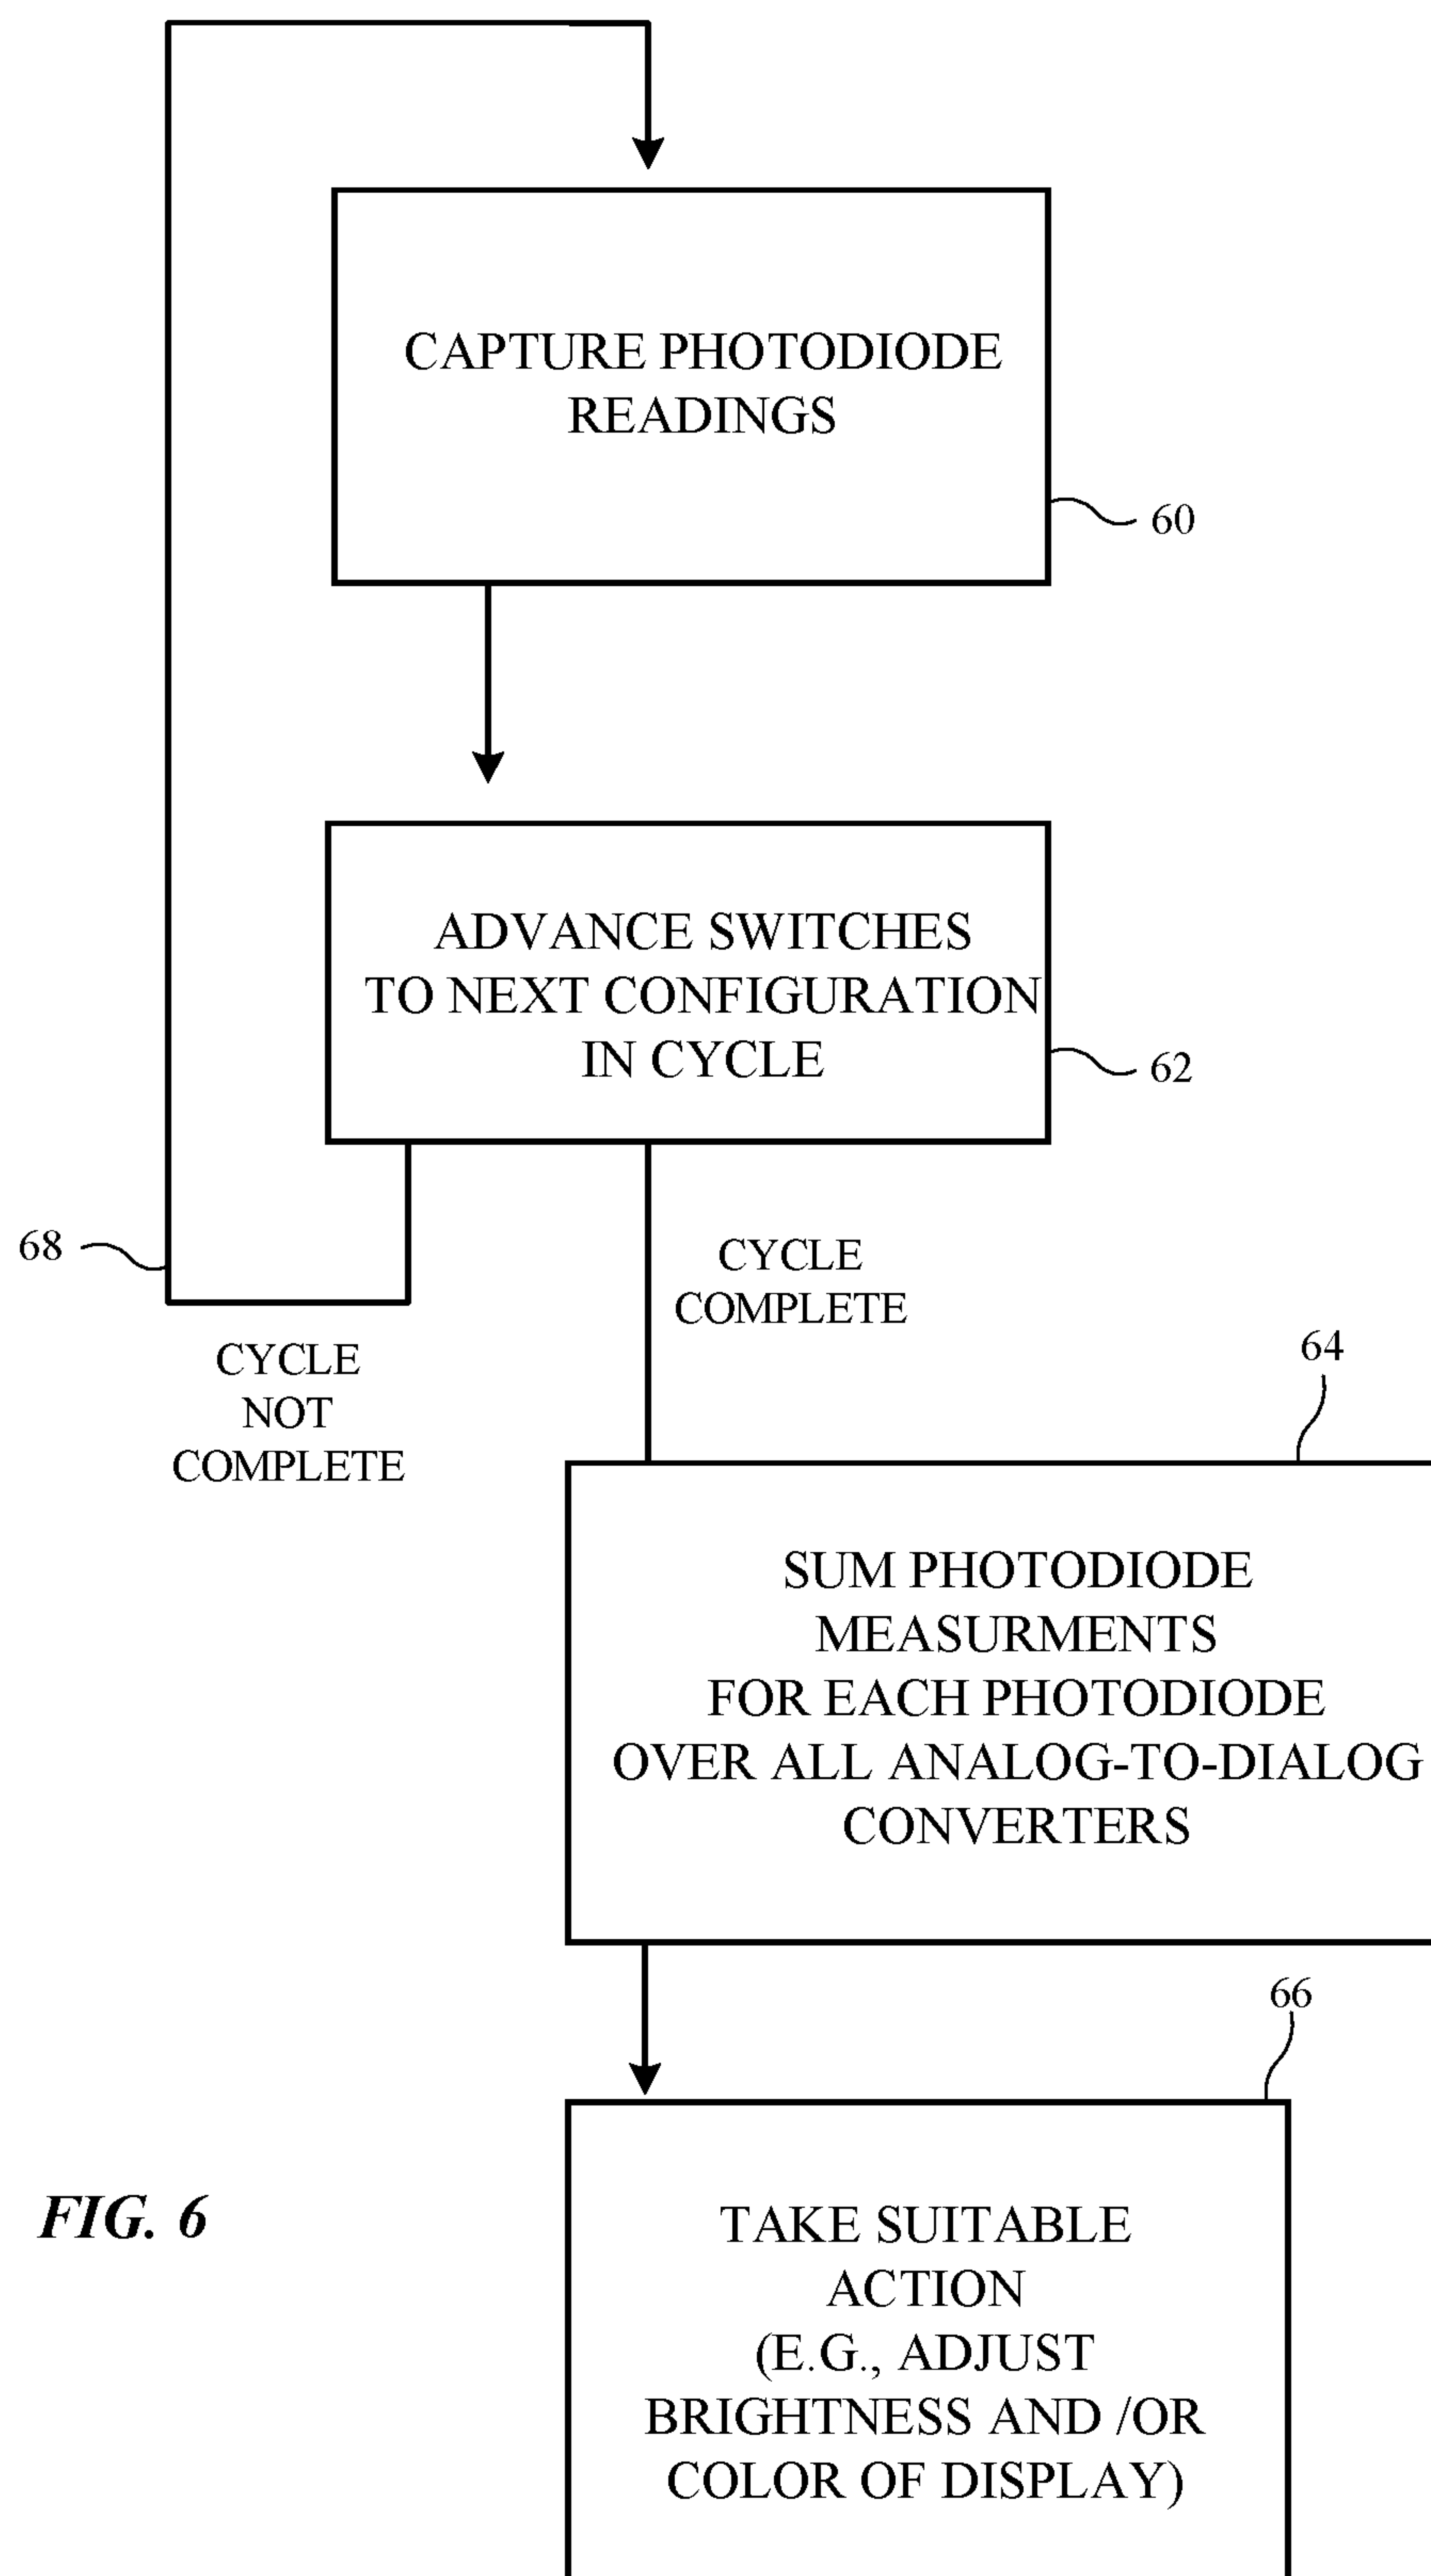 CAPTURE PHOTODIODE
READINGS
60
ADVANCE SWITCHES
TO NEXT CONFIGURATION
IN CYCLE
62
68
CYCLE
COMPLETE
CYCLE
NOT
COMPLETE
64
SUM PHOTODIODE
MEASURMENTS
FOR EACH PHOTODIODE
OVER ALL ANALOG-TO-DIALOG
CONVERTERS
66
TAKE SUITABLE
ACTION
(E.G., ADJUST
BRIGHTNESS AND /OR
COLOR OF DISPLAY)
FIG. 6